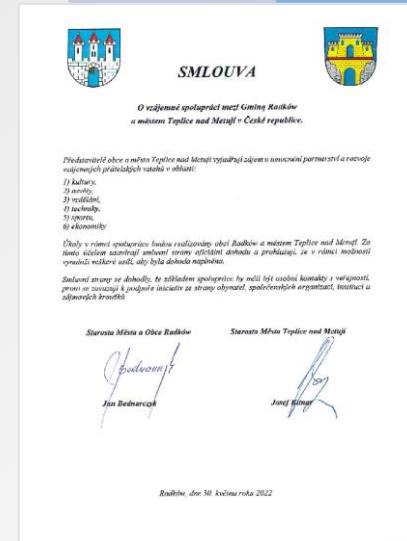 SMLOUVA
O vzájemné spolupráci mezi Gminą Radków
a městem Teplice nad Metují v České republice.
Představitelé obce a města Teplice nad Metují vyjadřují zájem o umocnění partnerství a rozvoje
vzájemných přátelských vztahů v oblasti:
1) kultury,
2) osvěty,
3) vzdělání,
4) techniky,
5) sportu,
6) ekonomiky
Úkoly v rámci spolupráce budou realizovány obcí Radków a městem Teplice nad Metují. Za
tímto účelem uzavírají smluvní strany oficiální dohodu a prohlašují, že v rámci možností
vynaloží veškeré úsilí, aby byla dohoda naplněna.
Smluvní strany se dohodly, že základem spolupráce by měli být osobní kontakty s veřejností,
proto se zavazují k podpoře iniciativ ze strany obyvatel, společenských organizací, institucí a
zájmových kroužků
Starosta Města a Obce Radków
Starosta Město Teplice nad Metují
Jan Bednarczyk
Josef Bitnar
Radków, dne 30. května roku 2022